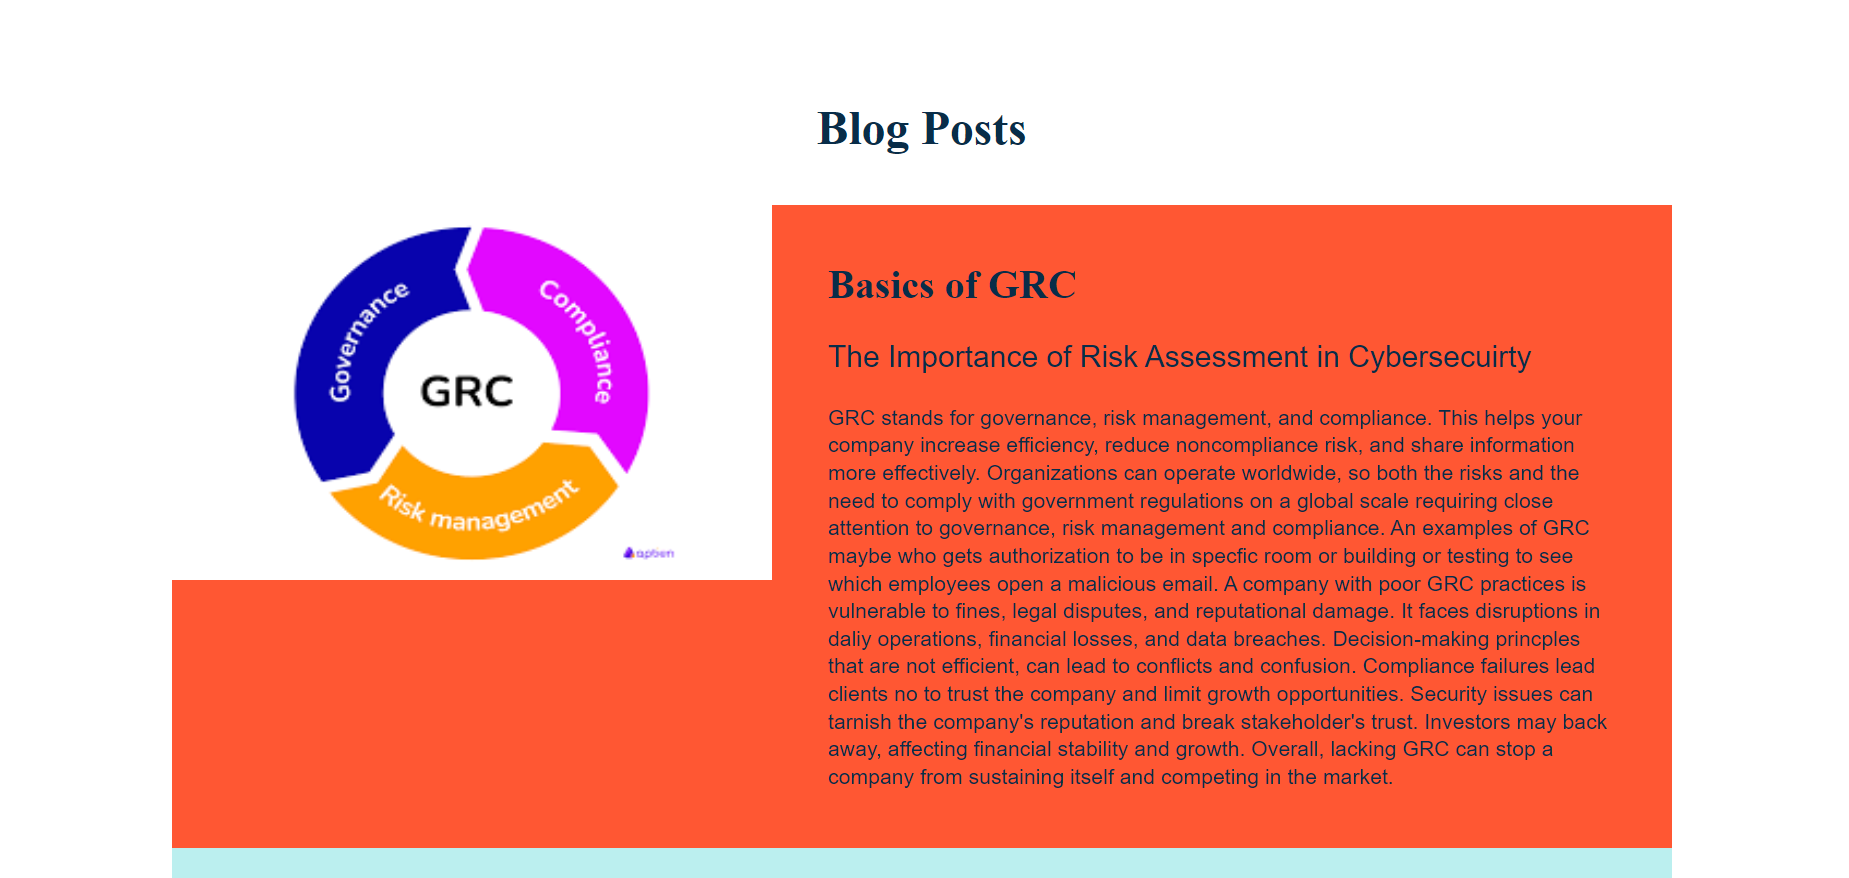 Blog Posts
Governance
Compliance
GRC
Risk management
apten
Basics of GRC
The Importance of Risk Assessment in Cybersecuirty
GRC stands for governance, risk management, and compliance. This helps your
company increase efficiency, reduce noncompliance risk, and share information
more effectively. Organizations can operate worldwide, so both the risks and the
need to comply with government regulations on a global scale requiring close
attention to governance, risk management and compliance. An examples of GRC
maybe who gets authorization to be in specfic room or building or testing to see
which employees open a malicious email. A company with poor GRC practices is
vulnerable to fines, legal disputes, and reputational damage. It faces disruptions in
daliy operations, financial losses, and data breaches. Decision-making princples
that are not efficient, can lead to conflicts and confusion. Compliance failures lead
clients no to trust the company and limit growth opportunities. Security issues can
tarnish the company's reputation and break stakeholder's trust. Investors may back
away, affecting financial stability and growth. Overall, lacking GRC can stop a
company from sustaining itself and competing in the market.